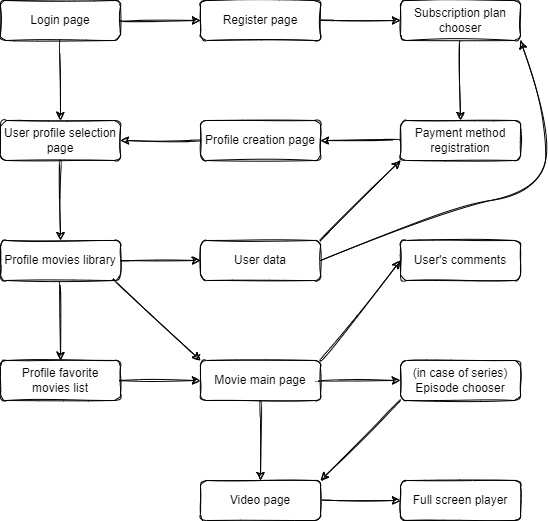 Login page
Register page
Subscription plan
chooser
User profile selection
page
Profile creation page
Payment method
registration
Profile movies library
User data
User's comments
Profile favorite
movies list
Movie main page
(in case of series)
Episode chooser
Video page
Full screen player